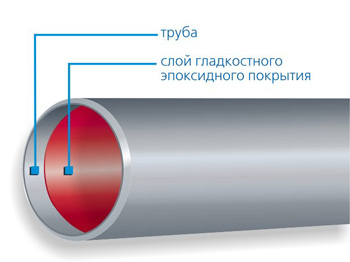 труба
слой гладкостного
эпоксидного покрытия